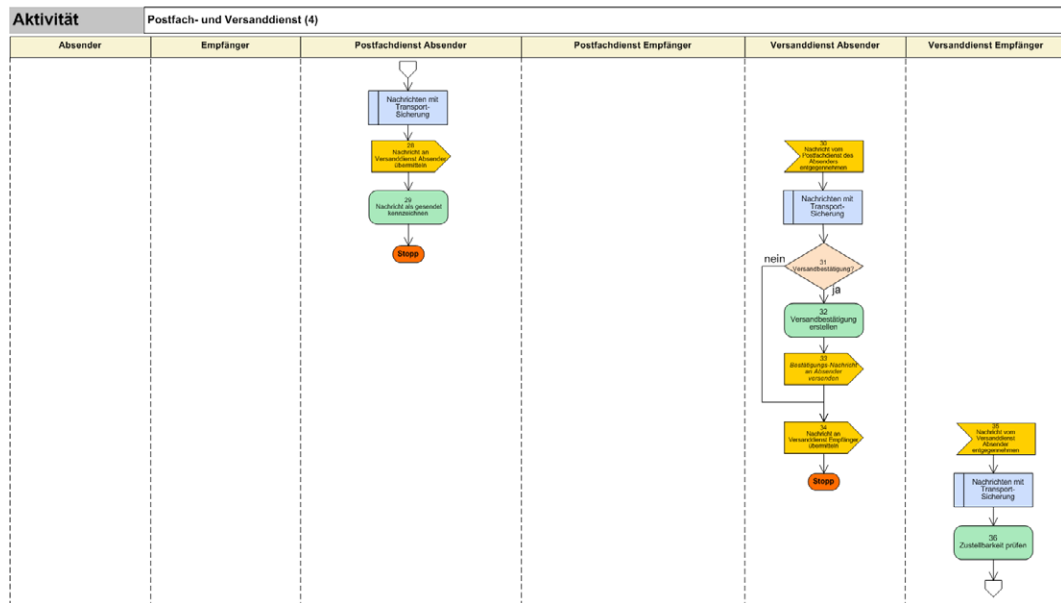 Aktivität
Postfach- und Versanddienst (4)
Absender
Empfänger
Postfachdienst Absender
Postfachdienst Empfänger
Versanddienst Absender
Versanddienst Empfänger
Nachrichten mit
Transport-
Sicherung
28
Nachricht an
Versanddienst Absender
übermitteln
29
Nachricht als gesendet
kennzeichnen
Stopp
30
Nachricht vom
Postfachdienst des
Absenders
entgegennehmen
Nachrichten mit
Transport-
Sicherung
31
Versandbestätigung?
nein
ja
32
Versandbestätigung
erstellen
33
Bestätigungs-Nachricht
an Absender
versenden
34
Nachricht an
Versanddienst Empfänger
übermitteln
Stopp
35
Nachricht vom
Versanddienst
Absender
entgegennehmen
Nachrichten mit
Transport-
Sicherung
36
Zustellbarkeit prüfen